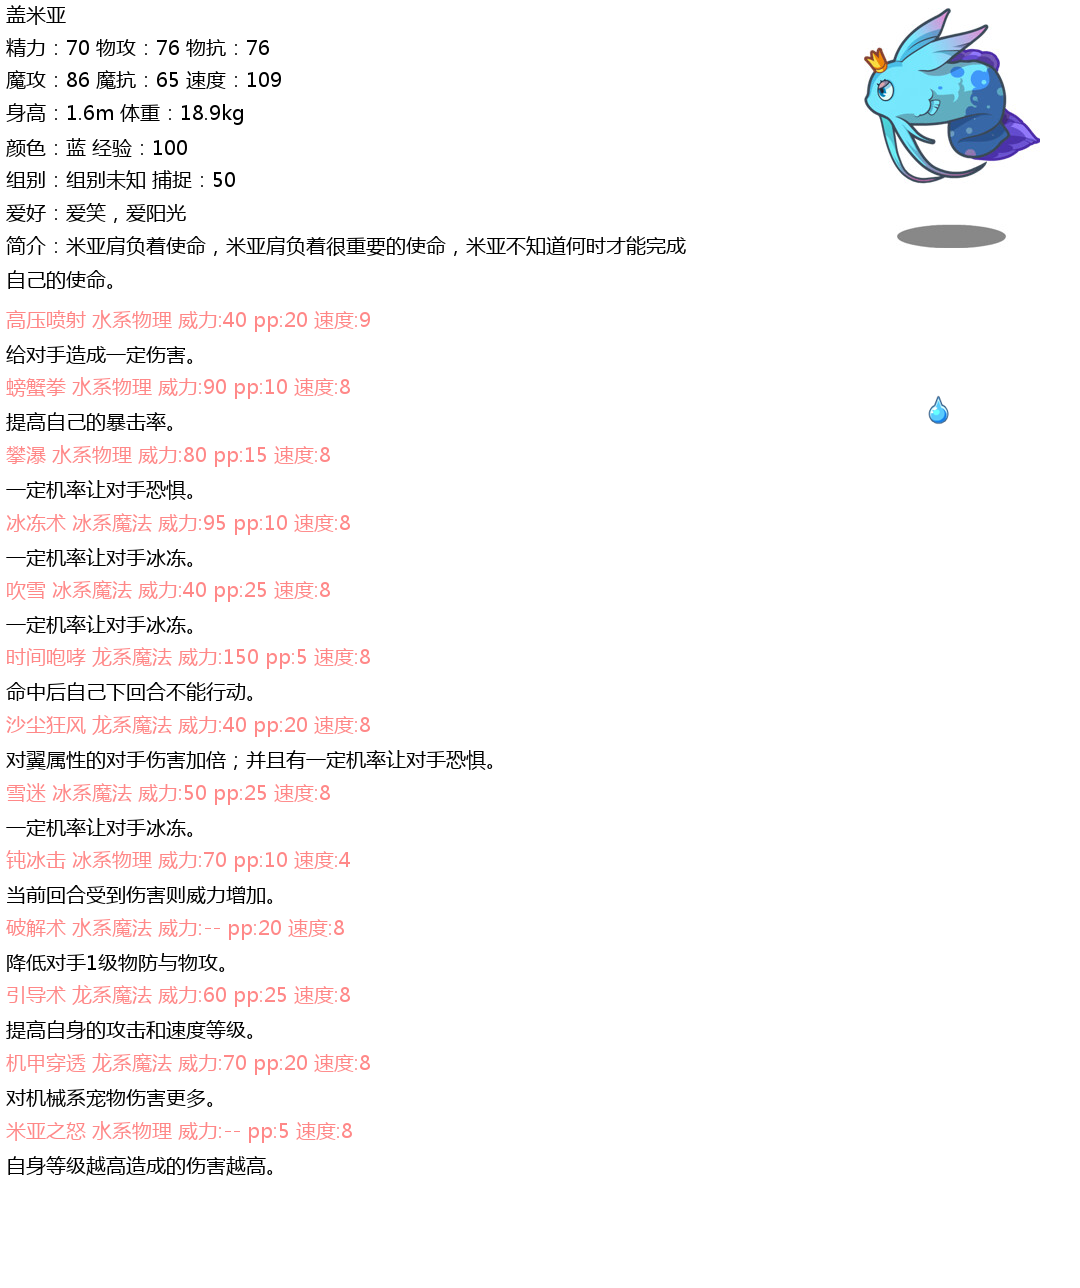 盖米亚
精力：70 物攻：76 物抗：76
魔攻：86 魔抗：65 速度：109
身高：1.6m 体重：18.9kg
颜色：蓝 经验：100
组别：组别未知 捕捉：50
爱好：爱笑，爱阳光
简介：米亚肩负着使命，米亚肩负着很重要的使命，米亚不知道何时才能完成
自己的使命。
高压喷射 水系物理 威力:40 pp:20 速度:9
给对手造成一定伤害。
螃蟹拳 水系物理 威力:90 pp:10 速度:8
提高自己的暴击率。
攀瀑 水系物理 威力:80 pp:15 速度:8
一定机率让对手恐惧。
冰冻术 冰系魔法 威力:95 pp:10 速度:8
一定机率让对手冰冻。
吹雪 冰系魔法 威力:40 pp:25 速度:8
一定机率让对手冰冻。
时间咆哮 龙系魔法 威力:150 pp:5 速度:8
命中后自己下回合不能行动。
沙尘狂风 龙系魔法 威力:40 pp:20 速度:8
对翼属性的对手伤害加倍；并且有一定机率让对手恐惧。
雪迷 冰系魔法 威力:50 pp:25 速度:8
一定机率让对手冰冻。
钝冰击 冰系物理 威力:70 pp:10 速度:4
当前回合受到伤害则威力增加。
破解术 水系魔法 威力:-- pp:20 速度:8
降低对手1级物防与物攻。
引导术 龙系魔法 威力:60 pp:25 速度:8
提高自身的攻击和速度等级。
机甲穿透 龙系魔法 威力:70 pp:20 速度:8
对机械系宠物伤害更多。
米亚之怒 水系物理 威力:-- pp:5 速度:8
自身等级越高造成的伤害越高。